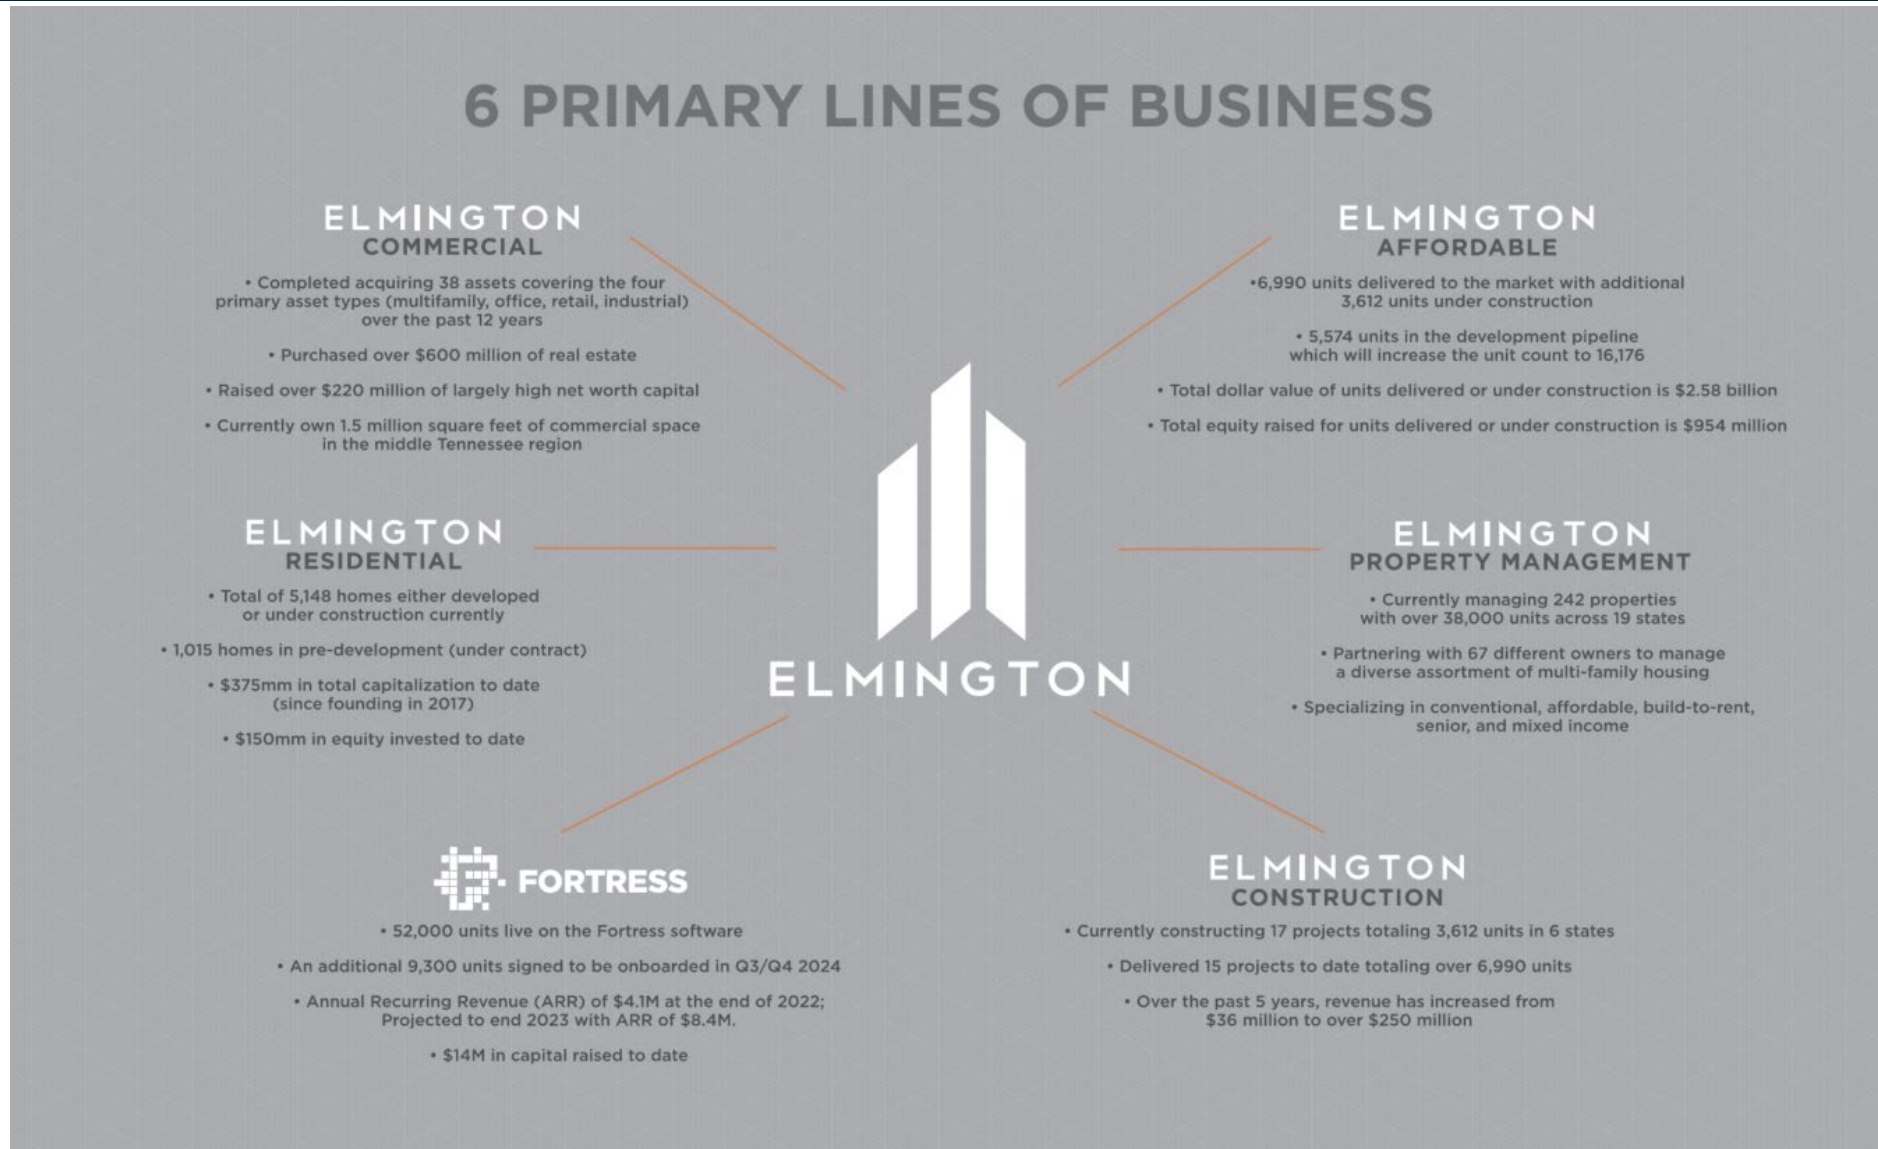 6 PRIMARY LINES OF BUSINESS
ELMINGTON
COMMERCIAL
• Completed acquiring 38 assets covering the four
primary asset types (multifamily, office, retail, industrial)
over the past 12 years
• Purchased over $600 million of real estate
• Raised over $220 million of largely high net worth capital
• Currently own 1.5 million square feet of commercial space
in the middle Tennessee region
ELMINGTON
AFFORDABLE
•6,990 units delivered to the market with additional
3,612 units under construction
• 5,574 units in the development pipeline
which will increase the unit count to 16,176
• Total dollar value of units delivered or under construction is $2.58 billion
• Total equity raised for units delivered or under construction is $954 million
ELMINGTON
RESIDENTIAL
• Total of 5,148 homes either developed
or under construction currently
• 1,015 homes in pre-development (under contract)
• $375mm in total capitalization to date
(since founding in 2017)
• $150mm in equity invested to date
ELMINGTON
ELMINGTON
PROPERTY MANAGEMENT
• Currently managing 242 properties
with over 38,000 units across 19 states
• Partnering with 67 different owners to manage
a diverse assortment of multi-family housing
• Specializing in conventional, affordable, build-to-rent,
senior, and mixed income
FORTRESS
• 52,000 units live on the Fortress software
• An additional 9,300 units signed to be onboarded in Q3/Q4 2024
• Annual Recurring Revenue (ARR) of $4.1M at the end of 2022;
Projected to end 2023 with ARR of $8.4M.
• $14M in capital raised to date
ELMINGTON
CONSTRUCTION
• Currently constructing 17 projects totaling 3,612 units in 6 states
• Delivered 15 projects to date totaling over 6,990 units
• Over the past 5 years, revenue has increased from
$36 million to over $250 million